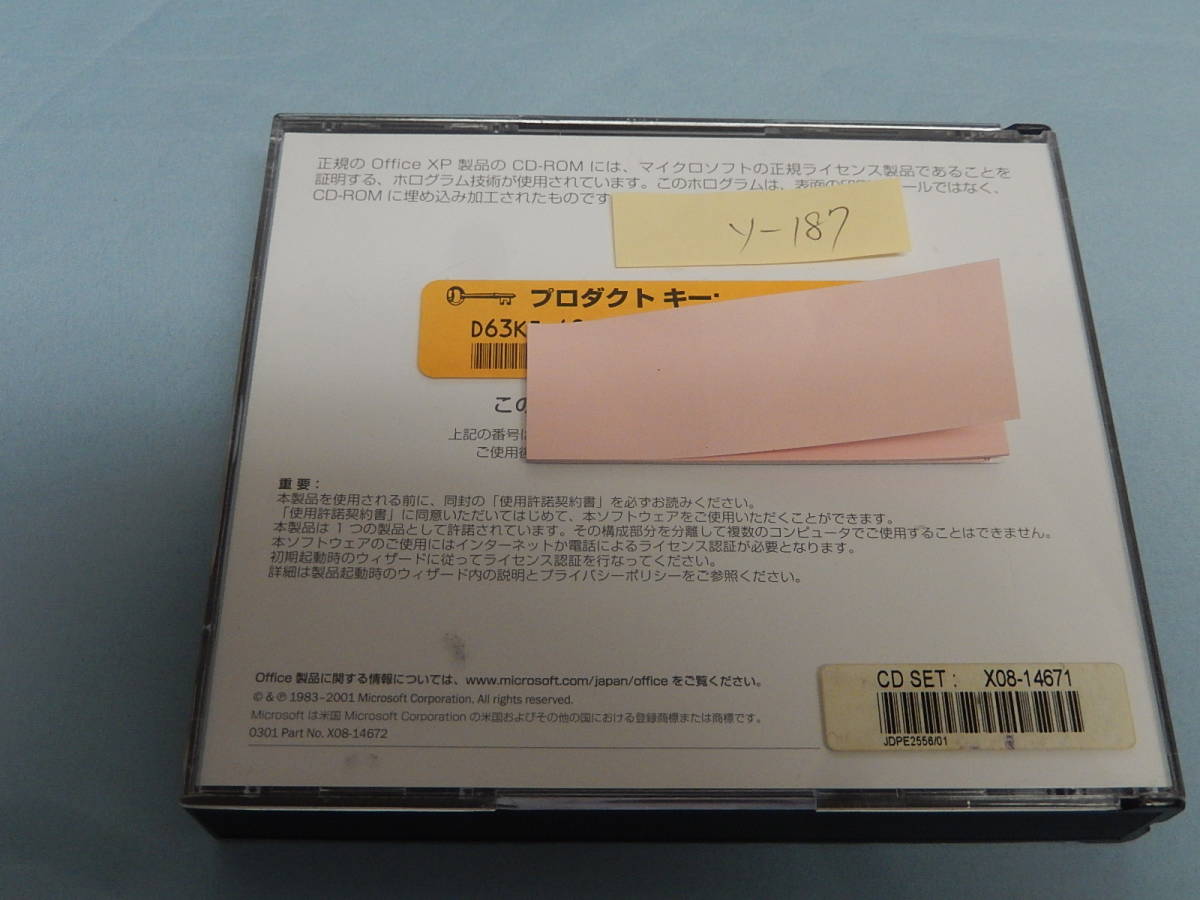 正規の Office XP 製品の CD-ROM には、マイクロソフトの正規ライセンス製品であることを
証明する、ホログラム技術が使用されています。このホログラムは、表面の ールではなく、
CD-ROM に埋め込み加工されたものです
ソ-187
プロダクト キー:
D63K
この
上記の番号は
ご使用
重要:
本製品を使用される前に、同封の「使用許諾契約書」を必ずお読みください。
「使用許諾契約書」に同意いただいてはじめて、本ソフトウェアをご使用いただくことができます。
本製品は 1 つの製品として許諾されています。その構成部分を分離して複数のコンピュータでご使用することはできません。
本ソフトウェアのご使用にはインターネットか電話によるライセンス認証が必要となります。
初期起動時のウィザードに従ってライセンス認証を行なってください。
詳細は製品起動時のウィザード内の説明とプライバシーポリシーをご参照ください。
Office 製品に関する情報については、www.microsoft.com/japan/office をご覧ください。
© & ℗ 1983-2001 Microsoft Corporation. All rights reserved.
Microsoft は米国 Microsoft Corporation の米国およびその他の国における登録商標または商標です。
0301 Part No. X08-14672
CD SET : X08-14671
JDPE2556/01